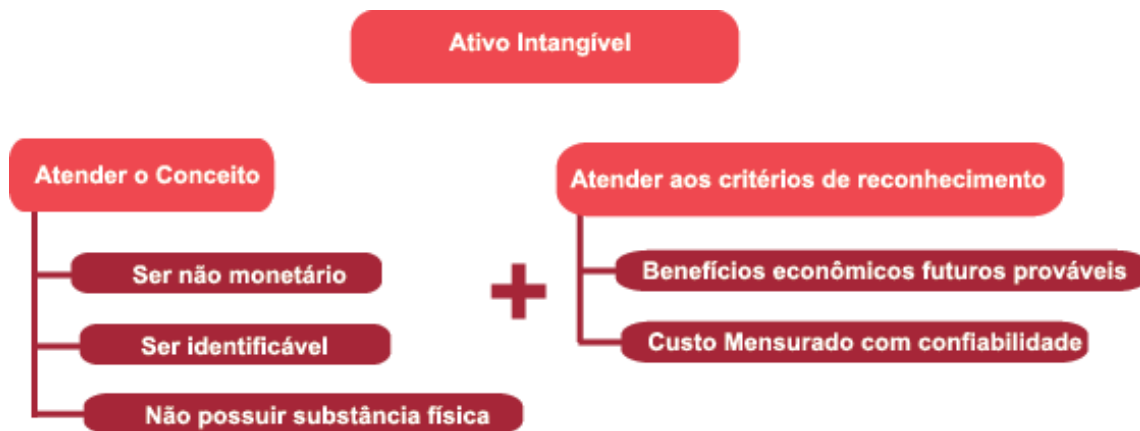 Ativo Intangível
Atender o Conceito
Ser não monetário
Ser identificável
Não possuir substância física
+
Atender aos critérios de reconhecimento
Benefícios econômicos futuros prováveis
Custo Mensurado com confiabilidade